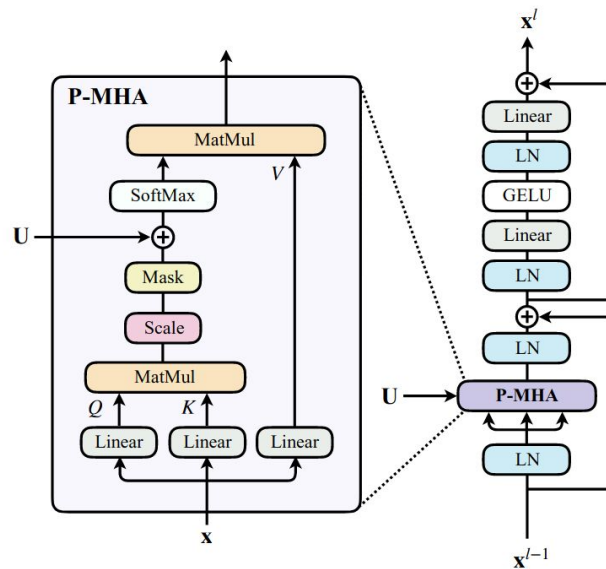 P-MHA
MatMul
V
SoftMax
U
Mask
Scale
MatMul
Q
K
Linear
Linear
Linear
x
x^l
Linear
LN
GELU
Linear
LN
LN
U
P-MHA
LN
x^{l-1}